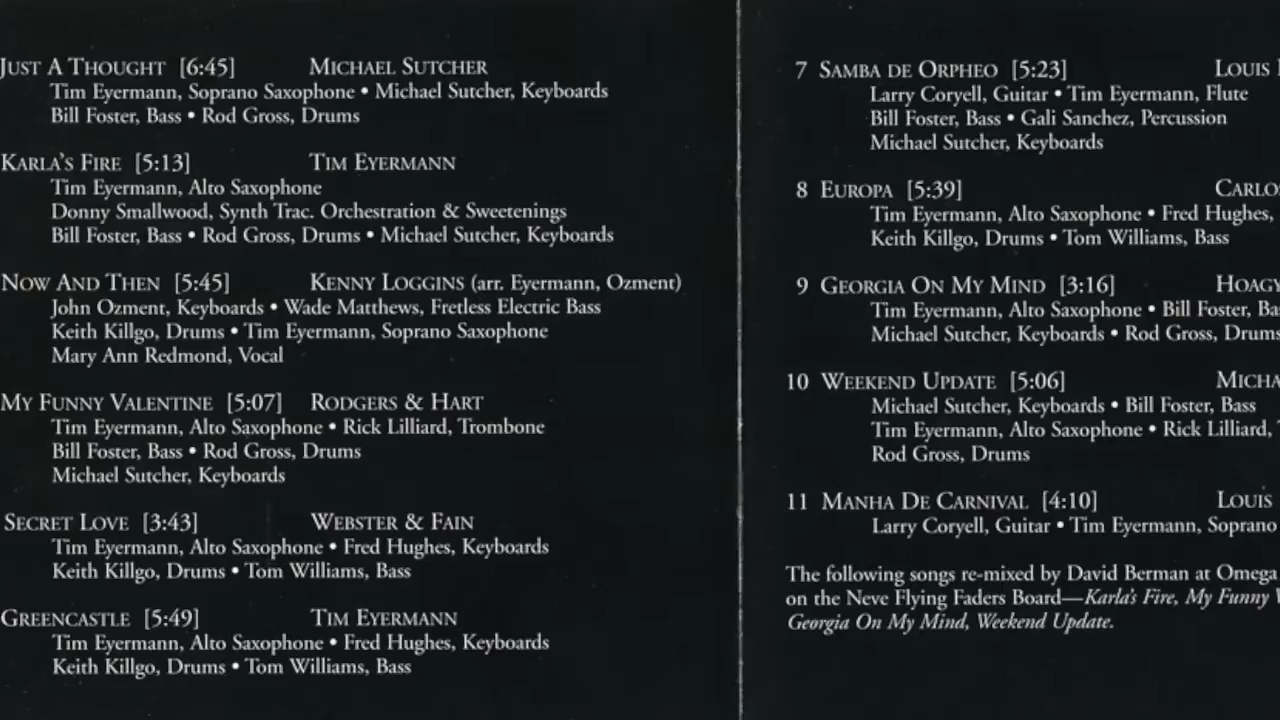 JUST A THOUGHT [6:45] MICHAEL SUTCHER
Tim Eyermann, Soprano Saxophone • Michael Sutcher, Keyboards
Bill Foster, Bass • Rod Gross, Drums
KARLA'S FIRE [5:13] TIM EYERMANN
Tim Eyermann, Alto Saxophone
Donny Smallwood, Synth Trac. Orchestration & Sweetenings
Bill Foster, Bass • Rod Gross, Drums • Michael Sutcher, Keyboards
NOW AND THEN [5:45] KENNY LOGGINS (arr. Eyermann, Ozment)
John Ozment, Keyboards • Wade Matthews, Fretless Electric Bass
Keith Killgo, Drums • Tim Eyermann, Soprano Saxophone
Mary Ann Redmond, Vocal
MY FUNNY VALENTINE [5:07] RODGERS & HART
Tim Eyermann, Alto Saxophone • Rick Lilliard, Trombone
Bill Foster, Bass • Rod Gross, Drums
Michael Sutcher, Keyboards
SECRET LOVE [3:43] WEBSTER & FAIN
Tim Eyermann, Alto Saxophone • Fred Hughes, Keyboards
Keith Killgo, Drums • Tom Williams, Bass
GREENCASTLE [5:49] TIM EYERMANN
Tim Eyermann, Alto Saxophone • Fred Hughes, Keyboards
Keith Killgo, Drums • Tom Williams, Bass
7 SAMBA DE ORPHEO [5:23] LOUIS
Larry Coryell, Guitar • Tim Eyermann, Flute
Bill Foster, Bass • Gali Sanchez, Percussion
Michael Sutcher, Keyboards
8 EUROPA [5:39] CARLO
Tim Eyermann, Alto Saxophone • Fred Hughes,
Keith Killgo, Drums • Tom Williams, Bass
9 GEORGIA ON MY MIND [3:16] HOAGY
Tim Eyermann, Alto Saxophone • Bill Foster, Ba
Michael Sutcher, Keyboards • Rod Gross, Drums
10 WEEKEND UPDATE [5:06] MICHA
Michael Sutcher, Keyboards • Bill Foster, Bass
Tim Eyermann, Alto Saxophone • Rick Lilliard,
Rod Gross, Drums
11 MANHA DE CARNIVAL [4:10] LOUIS
Larry Coryell, Guitar • Tim Eyermann, Soprano
The following songs re-mixed by David Berman at Omega
on the Neve Flying Faders Board—Karla's Fire, My Funny
Georgia On My Mind, Weekend Update.